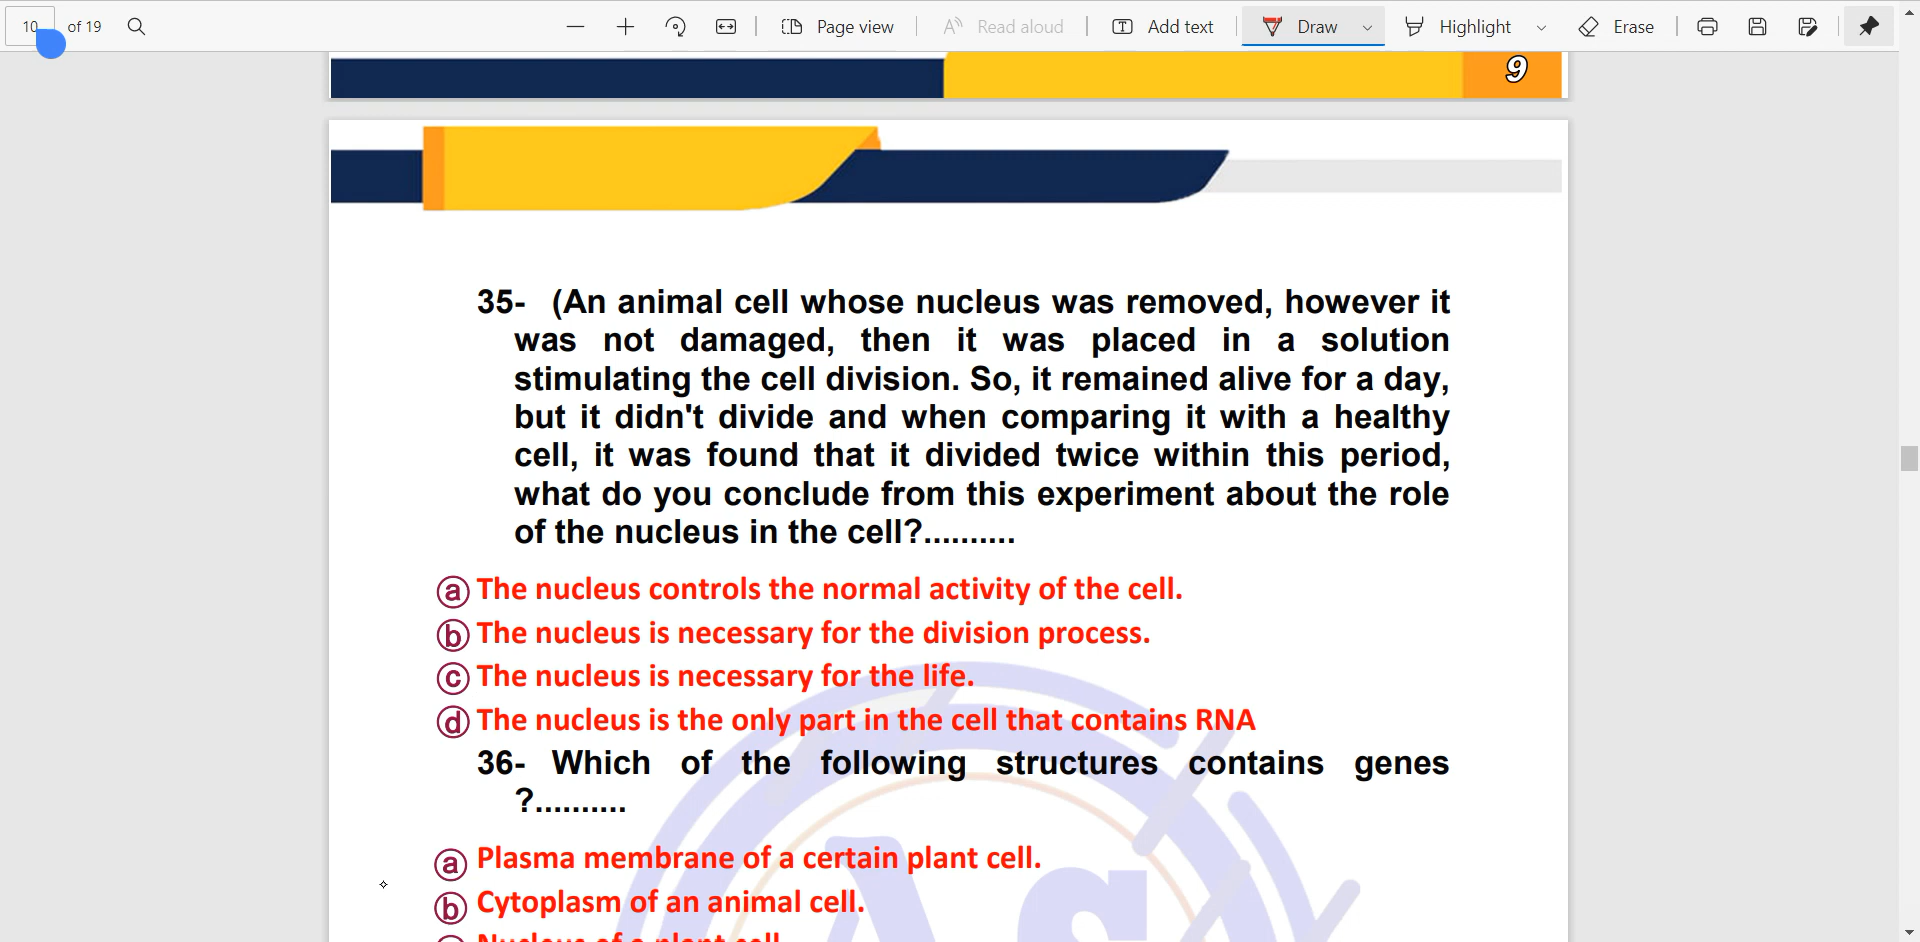 10 of 19 Page view Read aloud Add text Draw Highlight Erase
9
35- (An animal cell whose nucleus was removed, however it
was not damaged, then it was placed in a solution
stimulating the cell division. So, it remained alive for a day,
but it didn't divide and when comparing it with a healthy
cell, it was found that it divided twice within this period,
what do you conclude from this experiment about the role
of the nucleus in the cell?..........
ⓐ The nucleus controls the normal activity of the cell.
ⓑ The nucleus is necessary for the division process.
ⓒ The nucleus is necessary for the life.
ⓓ The nucleus is the only part in the cell that contains RNA
36- Which of the following structures contains genes
?..........
ⓐ Plasma membrane of a certain plant cell.
ⓑ Cytoplasm of an animal cell.
Nucleus of a plant cell